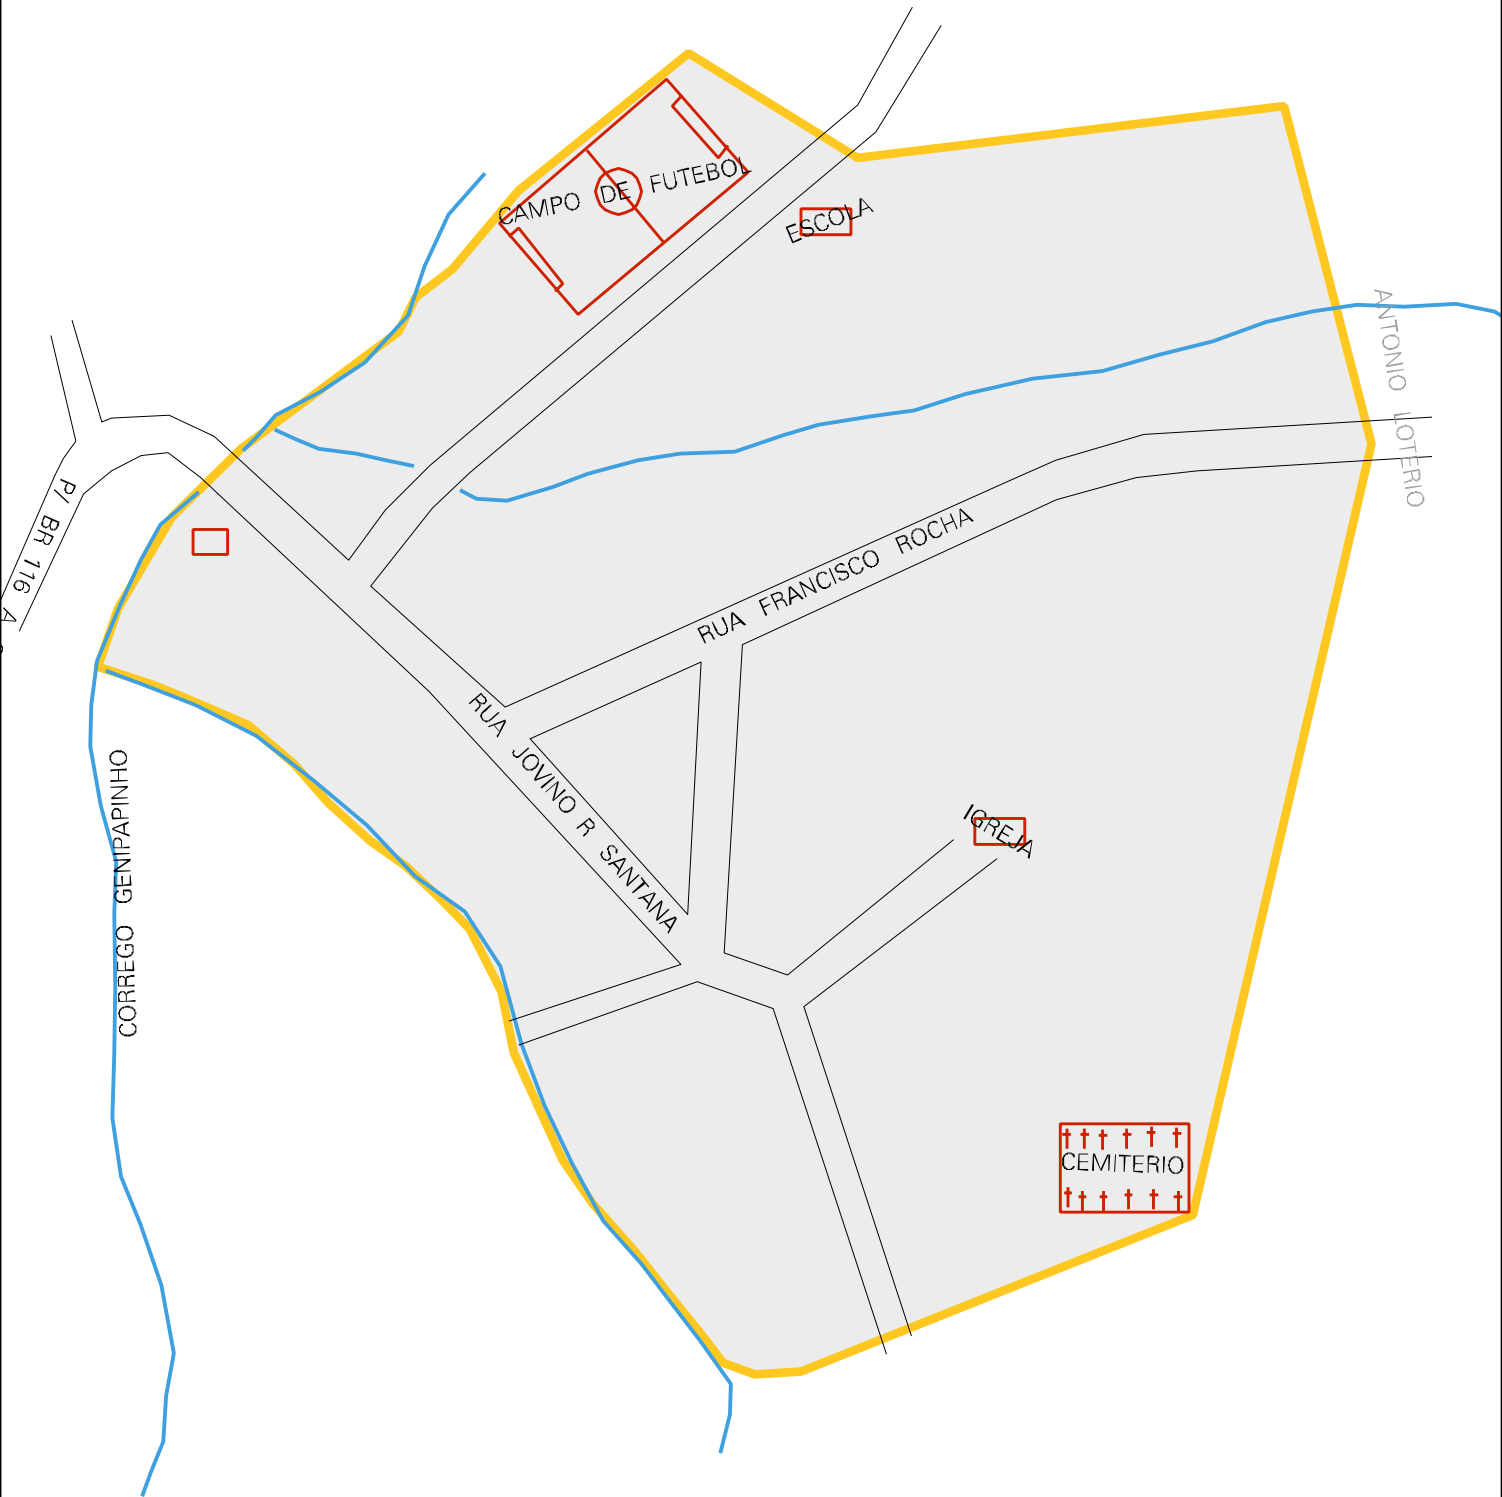 CAMPO DE FUTEBOL
ESCOLA
ANTONIO LOTERIO
P/ BR 116 A
RUA FRANCISCO ROCHA
RUA JOVINO R SANTANA
CORREGO GENIPAPINHO
IGREJA
CEMITERIO